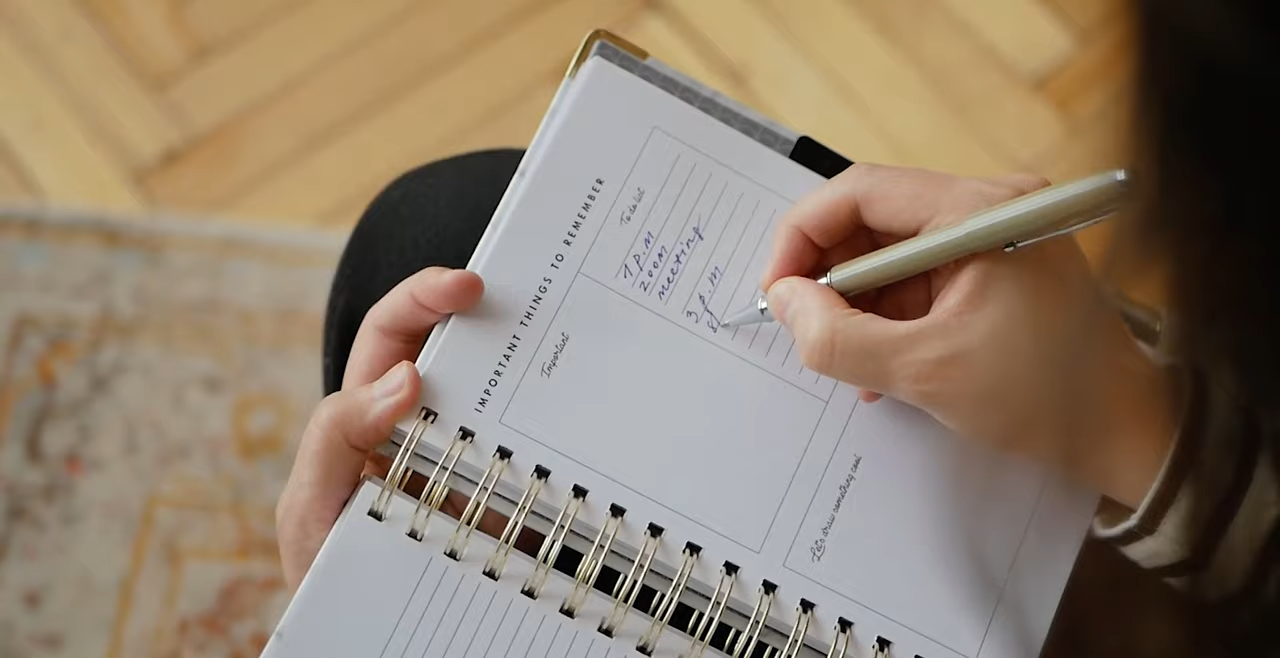 IMPORTANT THINGS TO REMEMBER
To do list
1 p.m
zoom
meeting
3 p.m
Important
Let's draw something cool